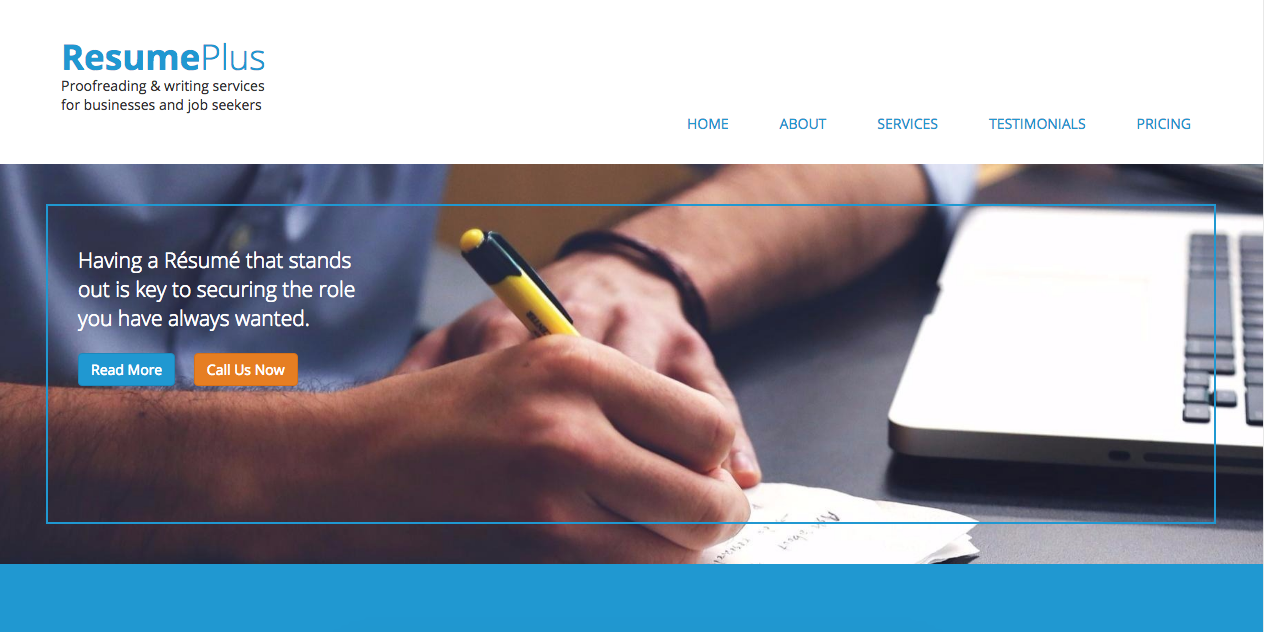 ResumePlus
Proofreading & writing services
for businesses and job seekers
HOME ABOUT SERVICES TESTIMONIALS PRICING
Having a Résumé that stands
out is key to securing the role
you have always wanted.
Read More Call Us Now